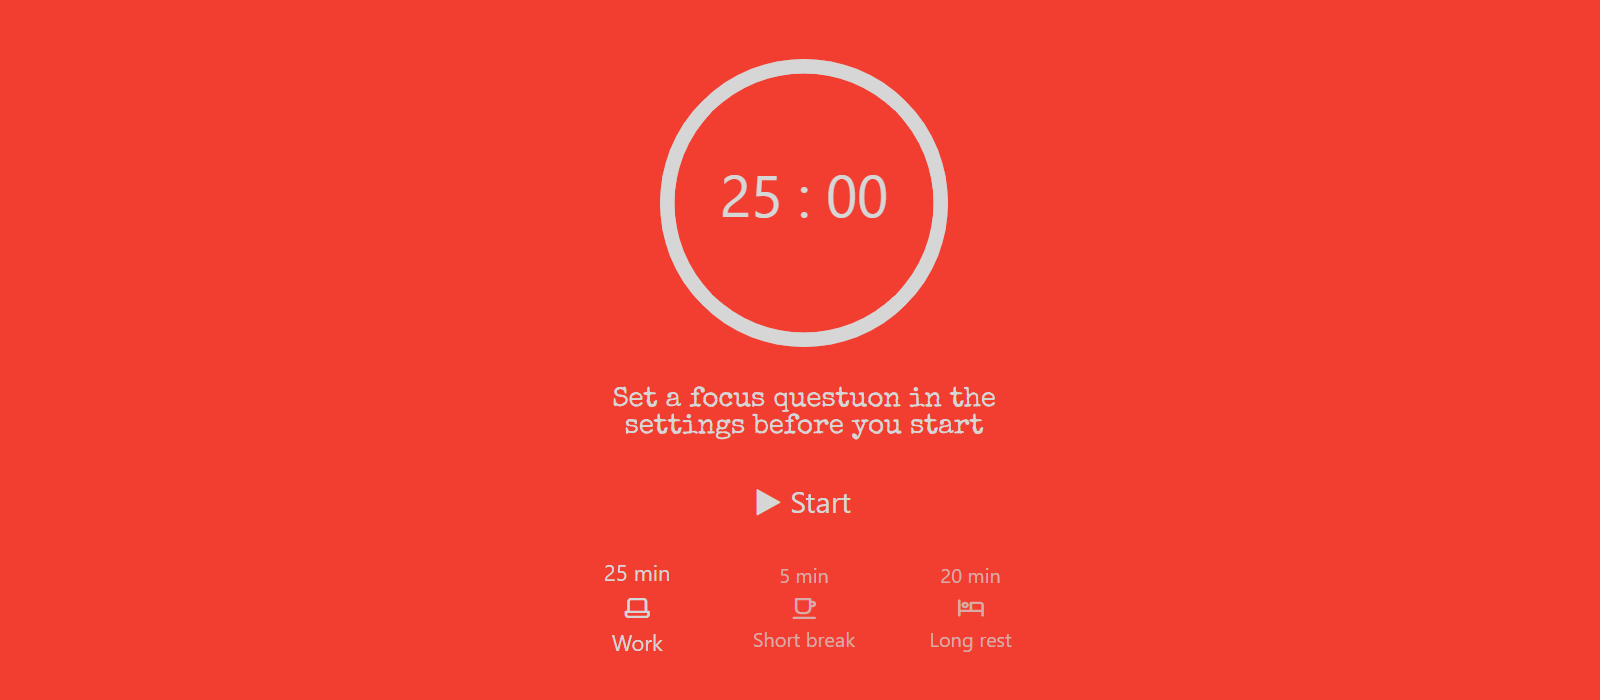 25 : 00
Set a focus questuon in the
settings before you start
Start
25 min
5 min
20 min
Work
Short break
Long rest